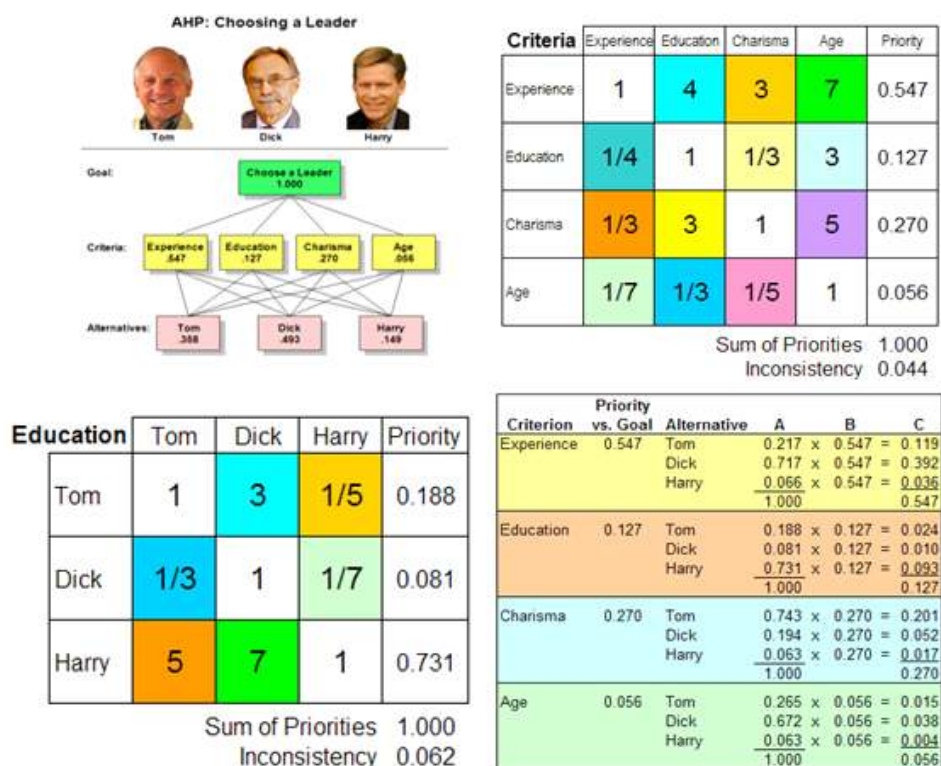 AHP: Choosing a Leader
Tom Dick Harry
Goal:
Choose a Leader
1.000
Criteria:
Experience
.547
Education
.127
Charisma
.270
Age
.056
Alternatives:
Tom
.358
Dick
.493
Harry
.149
Criteria Experience Education Charisma Age Priority
Experience 1 4 3 7 0.547
Education 1/4 1 1/3 3 0.127
Charisma 1/3 3 1 5 0.270
Age 1/7 1/3 1/5 1 0.056
Sum of Priorities 1.000
Inconsistency 0.044
Education Tom Dick Harry Priority
Tom 1 3 1/5 0.188
Dick 1/3 1 1/7 0.081
Harry 5 7 1 0.731
Sum of Priorities 1.000
Inconsistency 0.062
Priority
Criterion vs. Goal Alternative A B C
Experience 0.547 Tom 0.217 x 0.547 = 0.119
Dick 0.717 x 0.547 = 0.392
Harry 0.066 x 0.547 = 0.036
1.000 0.547
Education 0.127 Tom 0.188 x 0.127 = 0.024
Dick 0.081 x 0.127 = 0.010
Harry 0.731 x 0.127 = 0.093
1.000 0.127
Charisma 0.270 Tom 0.743 x 0.270 = 0.201
Dick 0.194 x 0.270 = 0.052
Harry 0.063 x 0.270 = 0.017
1.000 0.270
Age 0.056 Tom 0.265 x 0.056 = 0.015
Dick 0.672 x 0.056 = 0.038
Harry 0.063 x 0.056 = 0.004
1.000 0.056